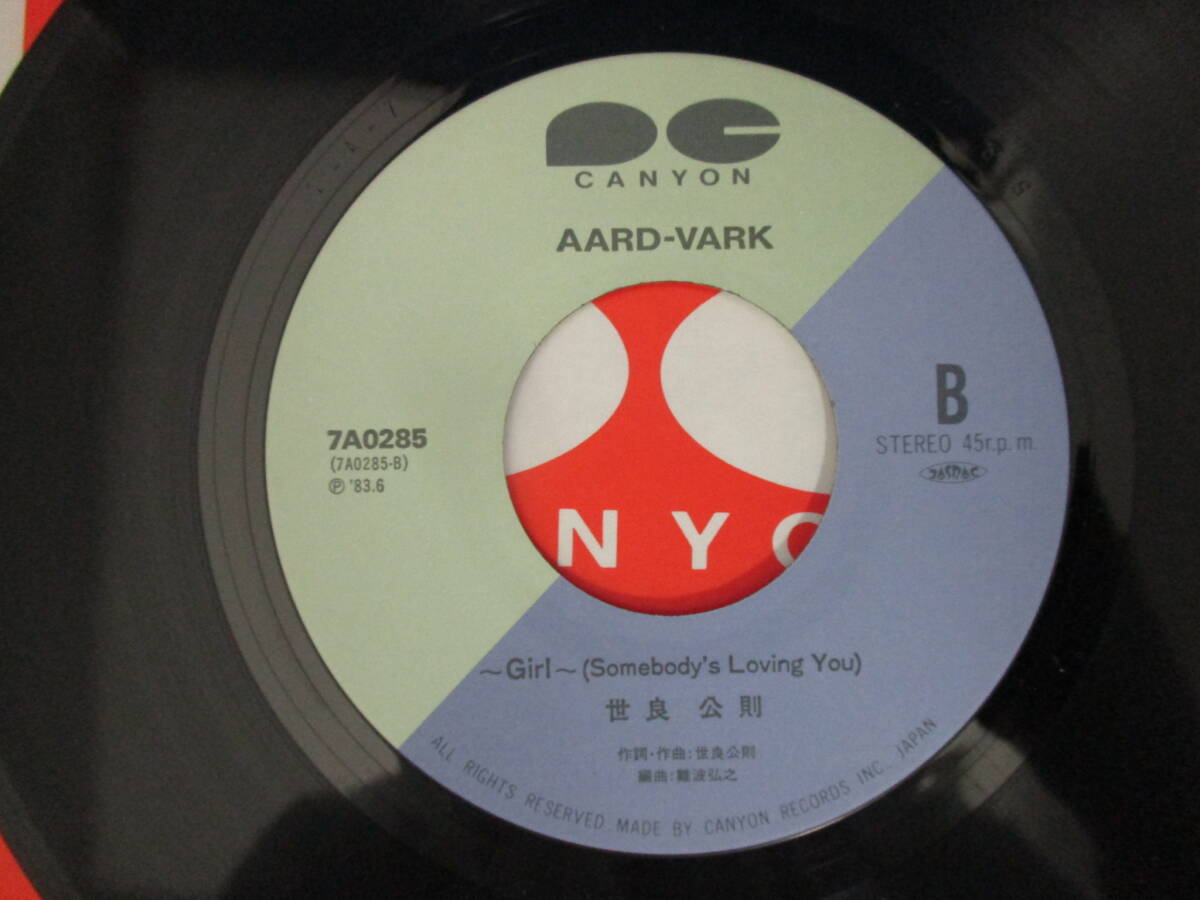 CANYON
AARD-VARK
7A0285
(7A0285-B)
Ⓟ '83.6
B
STEREO 45r.p.m.
JASRAC
NYO
~Girl~(Somebody's Loving You)
世良 公則
作詞・作曲:世良公則
編曲:難波弘之
ALL RIGHTS RESERVED. MADE BY CANYON RECORDS INC., JAPAN